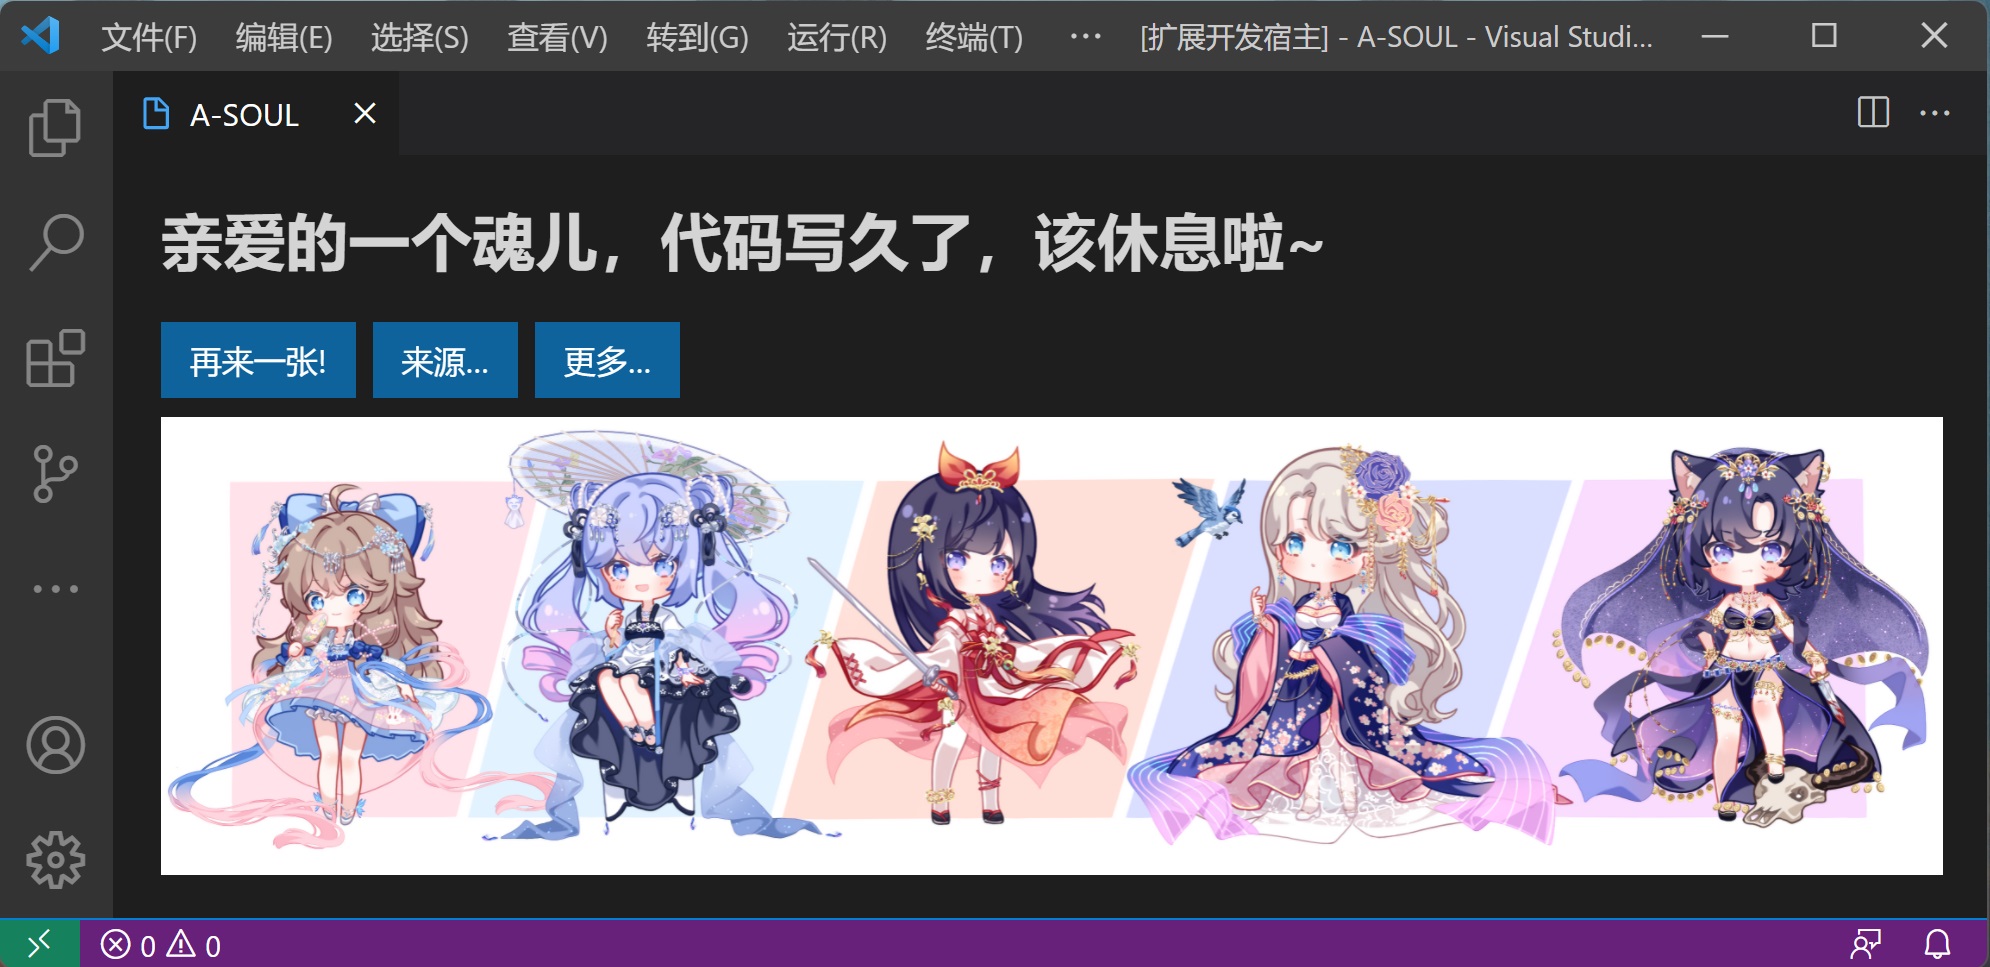 文件(F) 编辑(E) 选择(S) 查看(V) 转到(G) 运行(R) 终端(T) ··· [扩展开发宿主] - A-SOUL - Visual Studi...
A-SOUL
亲爱的一个魂儿，代码写久了，该休息啦~
再来一张! 来源... 更多...
0 0